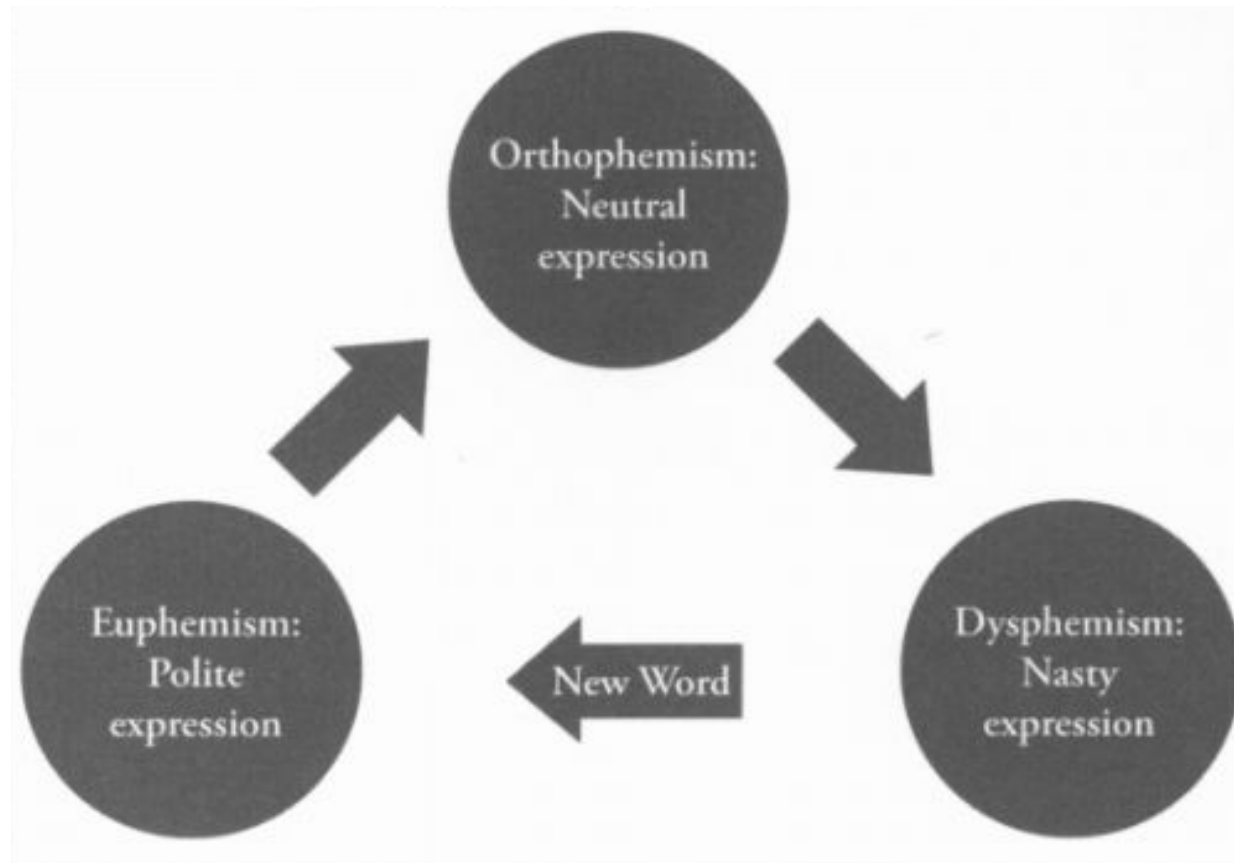 Orthophemism:
Neutral
expression
Euphemism:
Polite
expression
New Word
Dysphemism:
Nasty
expression